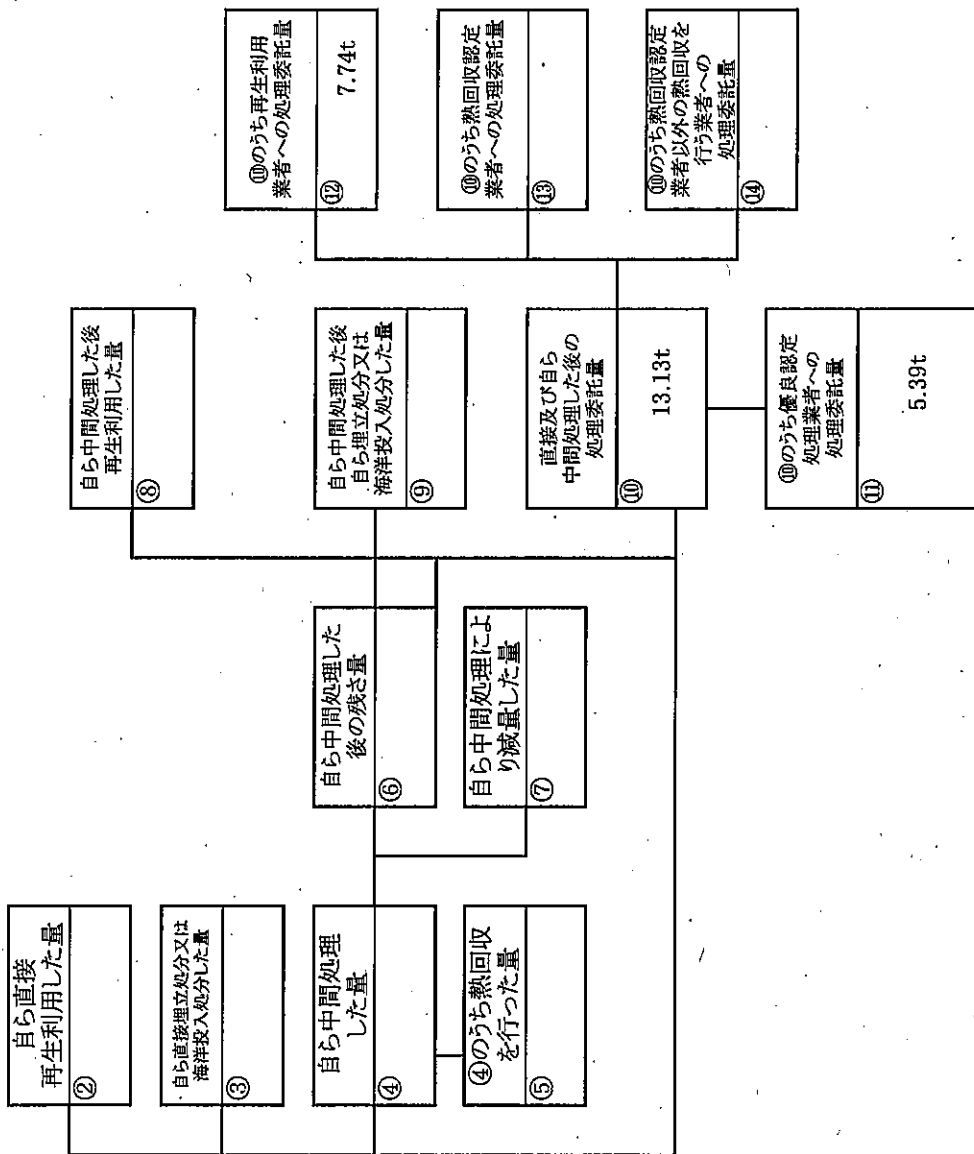 自ら直接
再生利用した量
②
自ら直接埋立処分又は
海洋投入処分した量
③
自ら中間処理
した量
④
④のうち熱回収
を行った量
⑤
自ら中間処理した
後の残さ量
⑥
自ら中間処理によ
り減量した量
⑦
自ら中間処理した後
再生利用した量
⑧
自ら中間処理した後
自ら埋立処分又は
海洋投入処分した量
⑨
直接及び自ら
中間処理した後の
処理委託量
⑩
13.13t
⑩のうち優良認定
処理業者への
処理委託量
⑪
5.39t
⑩のうち再生利用
業者への処理委託量
⑫
7.74t
⑩のうち熱回収認定
業者への処理委託量
⑬
⑩のうち熱回収認定
業者以外の熱回収を
行う業者への
処理委託量
⑭